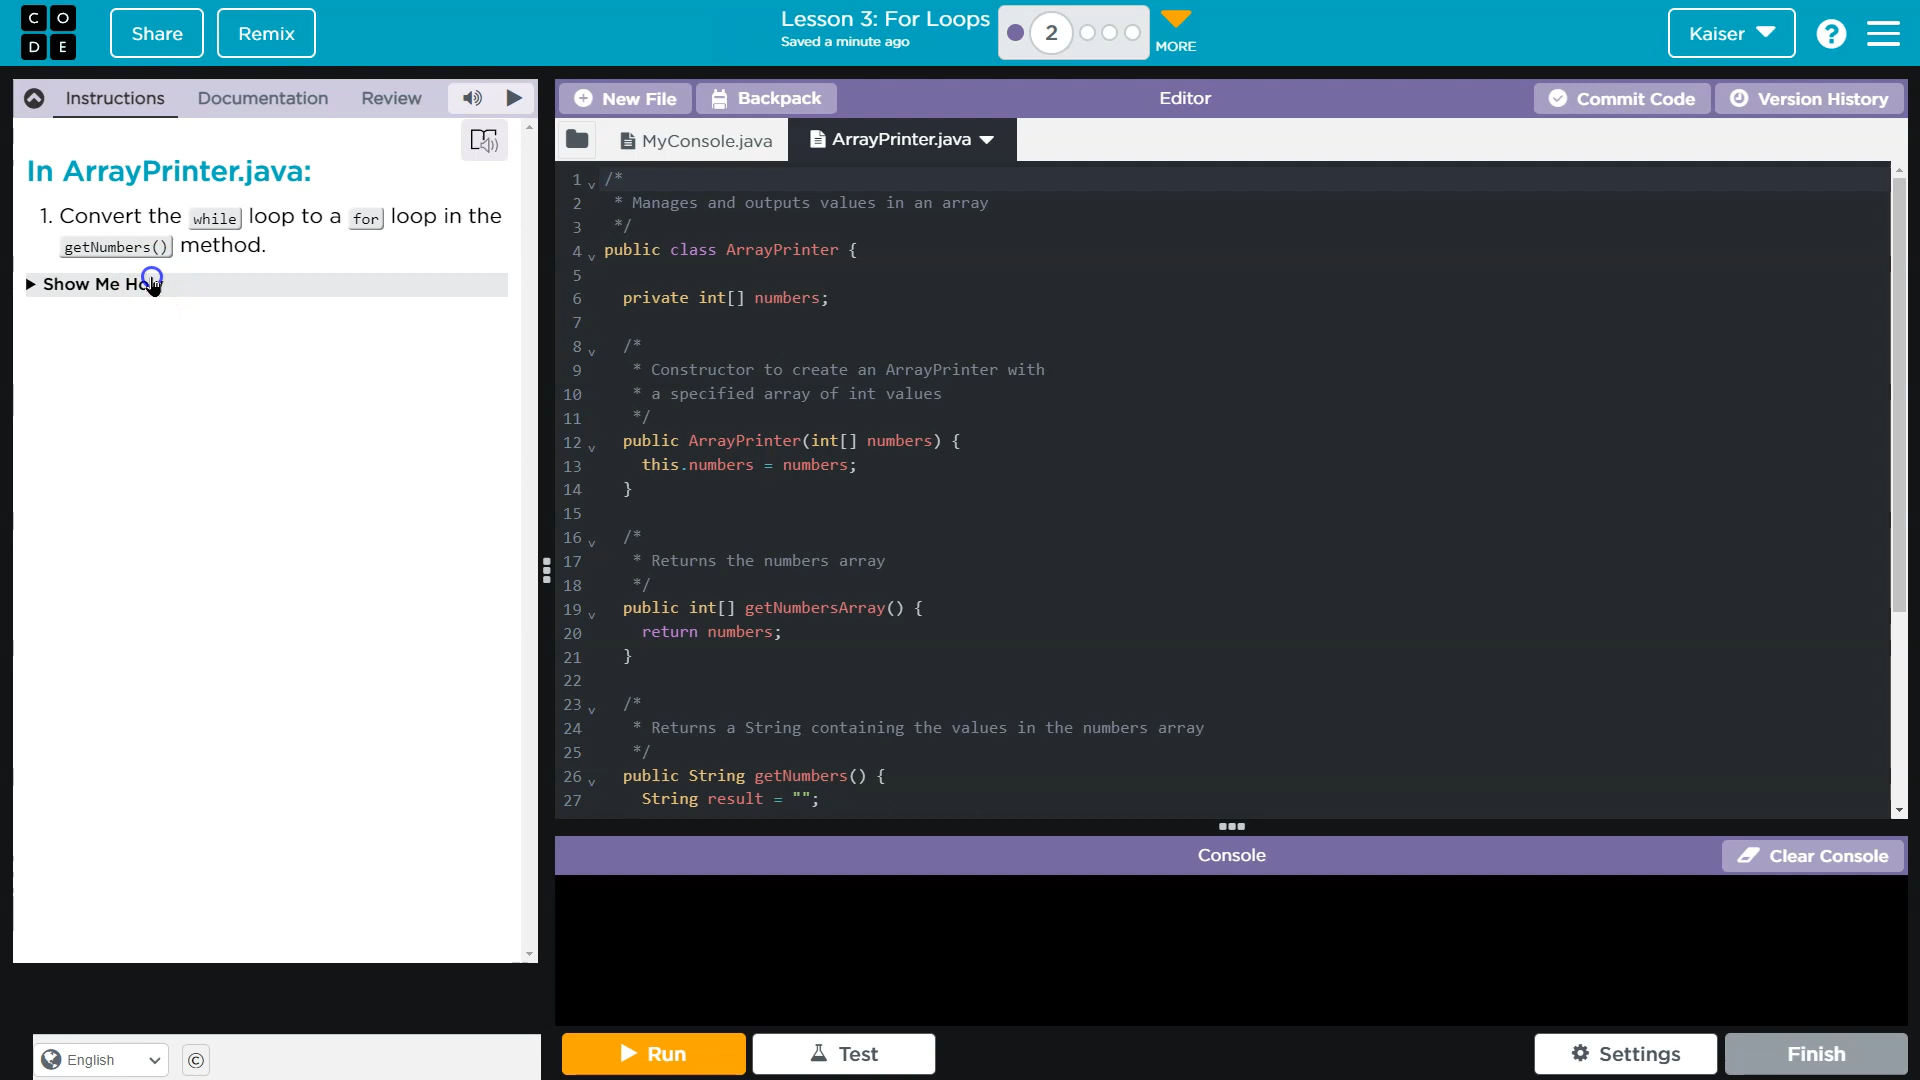 C O
D E
Share
Remix
Lesson 3: For Loops
Saved a minute ago
2
MORE
Kaiser
?
Instructions
Documentation
Review
In ArrayPrinter.java:
1. Convert the while loop to a for loop in the
getNumbers() method.
Show Me
New File
Backpack
Editor
Commit Code
Version History
MyConsole.java
ArrayPrinter.java
1 /*
2 * Manages and outputs values in an array
3 */
4 public class ArrayPrinter {
5
6 private int[] numbers;
7
8 /*
9 * Constructor to create an ArrayPrinter with
10 * a specified array of int values
11 */
12 public ArrayPrinter(int[] numbers) {
13 this.numbers = numbers;
14 }
15
16 /*
17 * Returns the numbers array
18 */
19 public int[] getNumbersArray() {
20 return numbers;
21 }
22
23 /*
24 * Returns a String containing the values in the numbers array
25 */
26 public String getNumbers() {
27 String result = "";
Console
Clear Console
English
©
Run
Test
Settings
Finish